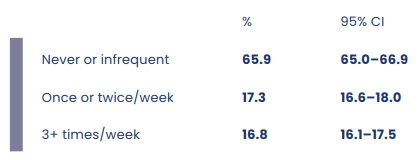 % 95% CI
Never or infrequent 65.9 65.0–66.9
Once or twice/week 17.3 16.6–18.0
3+ times/week 16.8 16.1–17.5